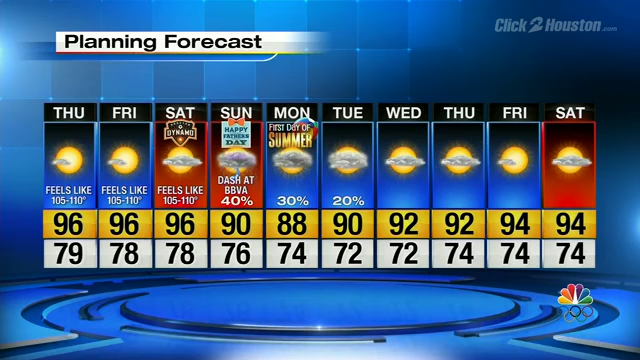 Click2Houston.com
Planning Forecast
THU FRI SAT SUN MON TUE WED THU FRI SAT
DYNAMO
HAPPY
FATHERS
DAY
FIRST DAY OF
SUMMER
FEELS LIKE
105-110°
FEELS LIKE
105-110°
FEELS LIKE
105-110°
DASH AT
BBVA
40%
30%
20%
96 96 96 90 88 90 92 92 94 94
79 78 78 76 74 72 72 74 74 74